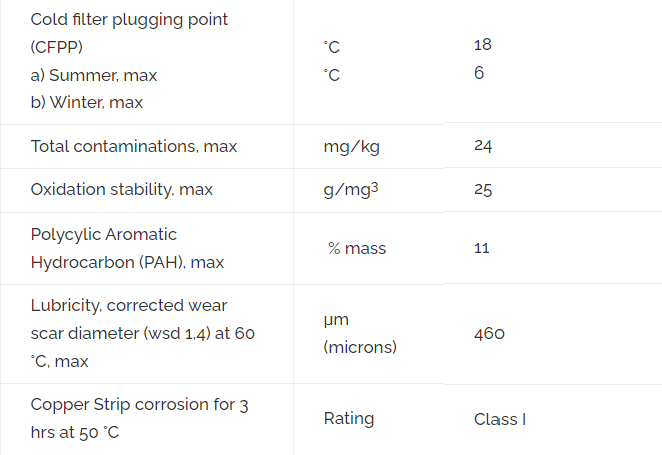 Cold filter plugging point
(CFPP)
a) Summer, max
b) Winter, max
°C
°C
18
6
Total contaminations, max
mg/kg
24
Oxidation stability, max
g/mg3
25
Polycylic Aromatic
Hydrocarbon (PAH), max
% mass
11
Lubricity, corrected wear
scar diameter (wsd 1,4) at 60
°C, max
µm
(microns)
460
Copper Strip corrosion for 3
hrs at 50 °C
Rating
Class I